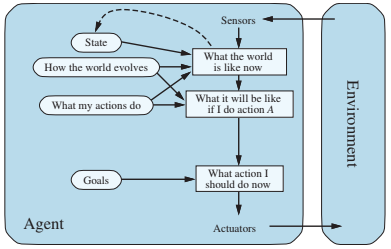 Sensors
State
How the world evolves
What the world
is like now
What my actions do
What it will be like
if I do action A
Environment
Goals
What action I
should do now
Agent
Actuators